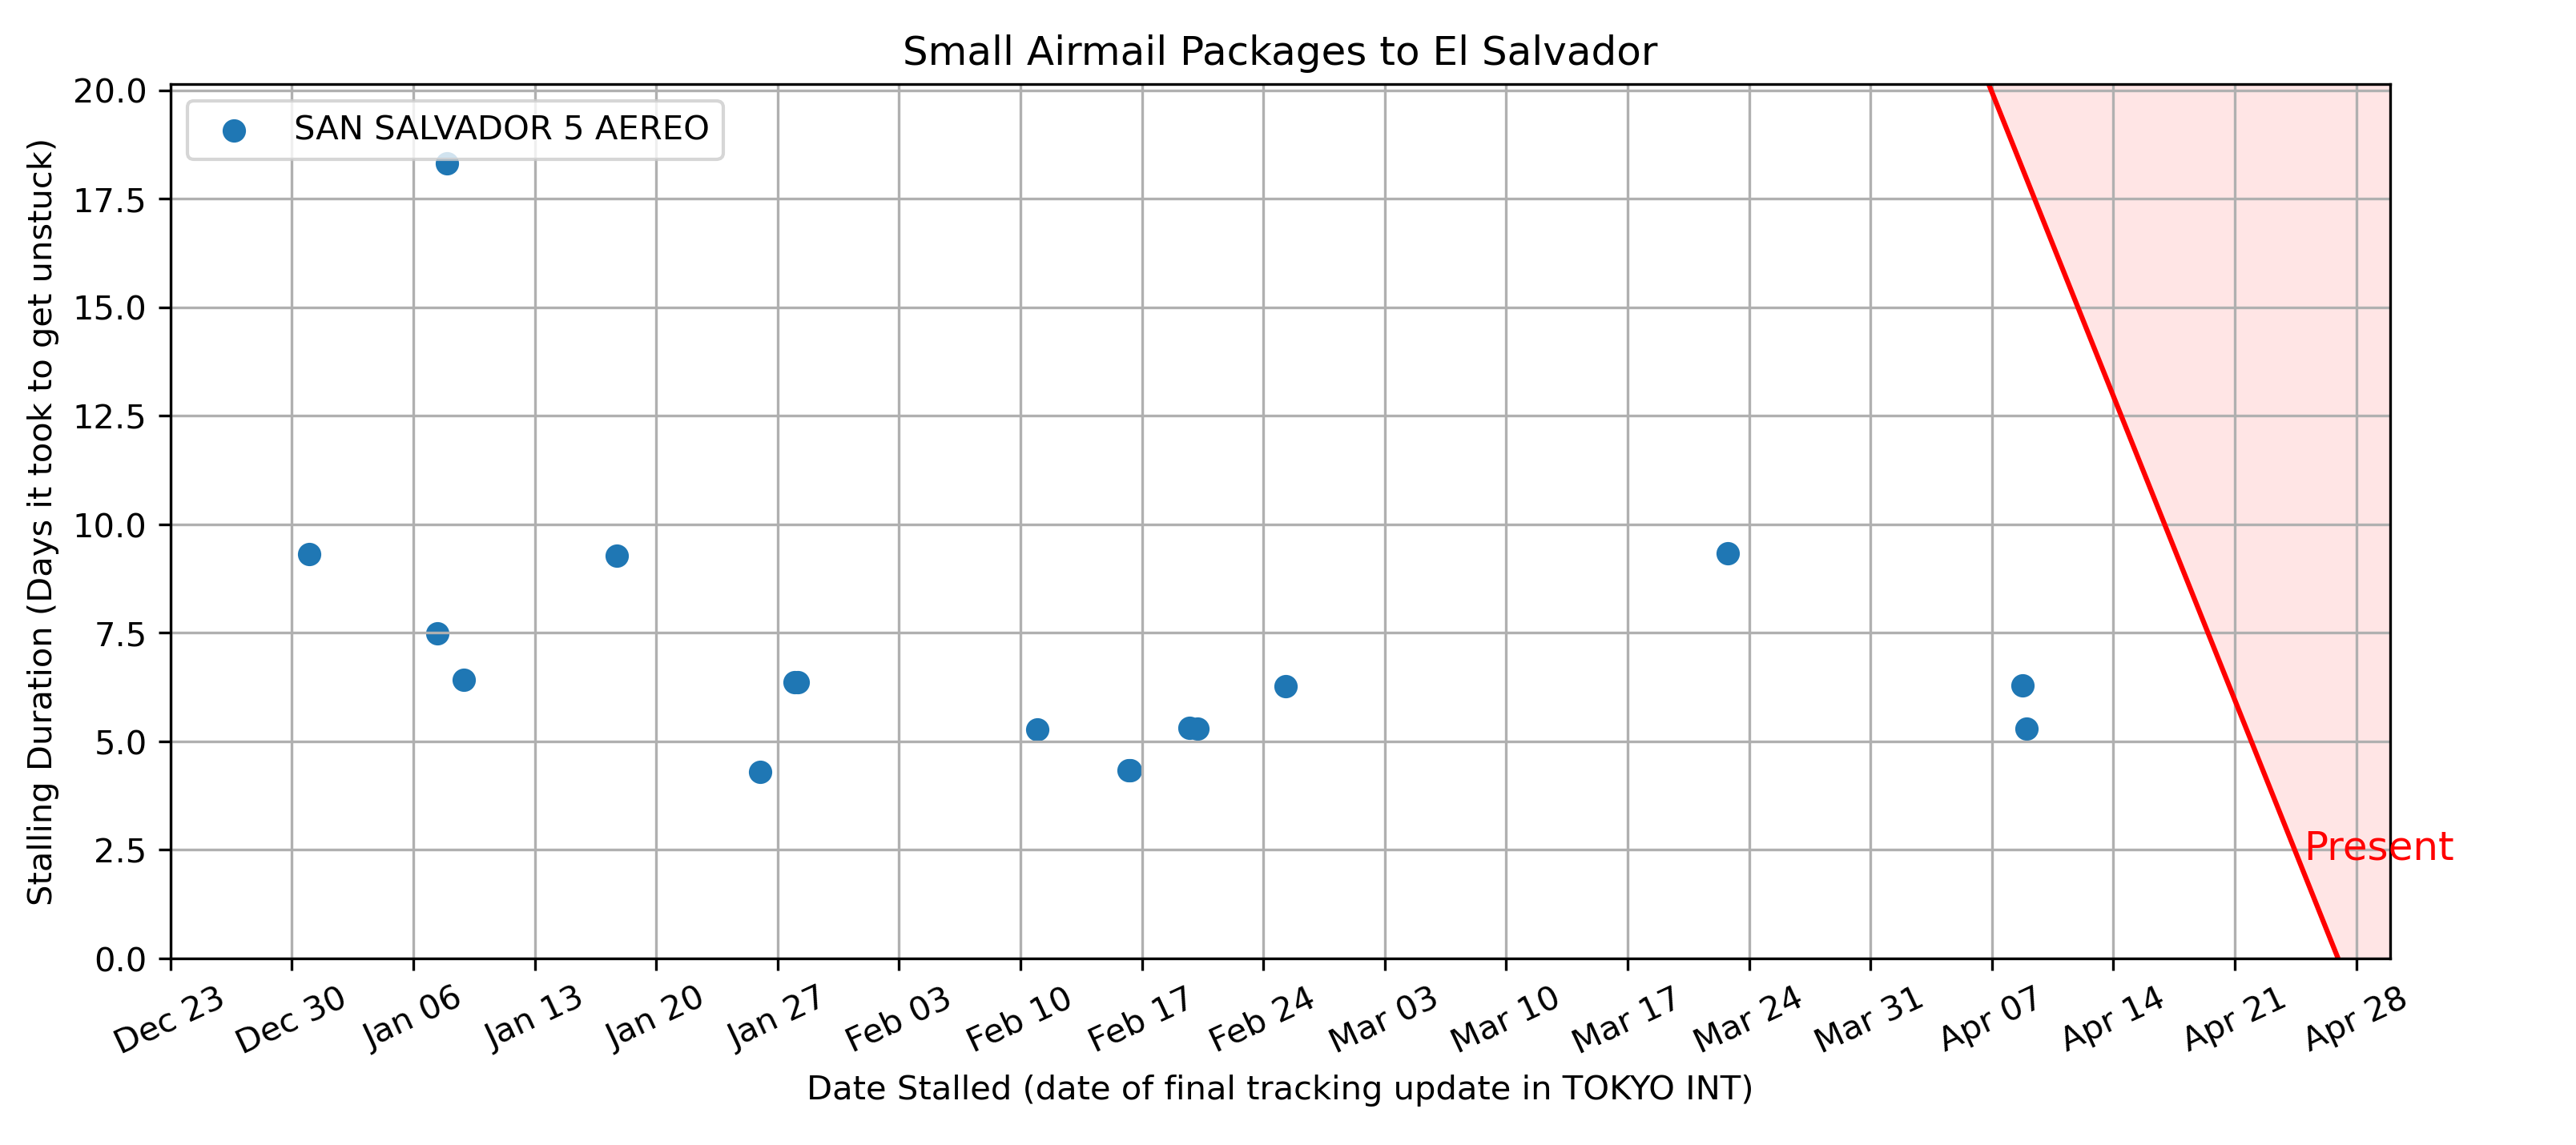 Small Airmail Packages to El Salvador
SAN SALVADOR 5 AEREO
Stalling Duration (Days it took to get unstuck)
20.0
17.5
15.0
12.5
10.0
7.5
5.0
2.5
0.0
Present
Dec 23
Dec 30
Jan 06
Jan 13
Jan 20
Jan 27
Feb 03
Feb 10
Feb 17
Feb 24
Mar 03
Mar 10
Mar 17
Mar 24
Mar 31
Apr 07
Apr 14
Apr 21
Apr 28
Date Stalled (date of final tracking update in TOKYO INT)